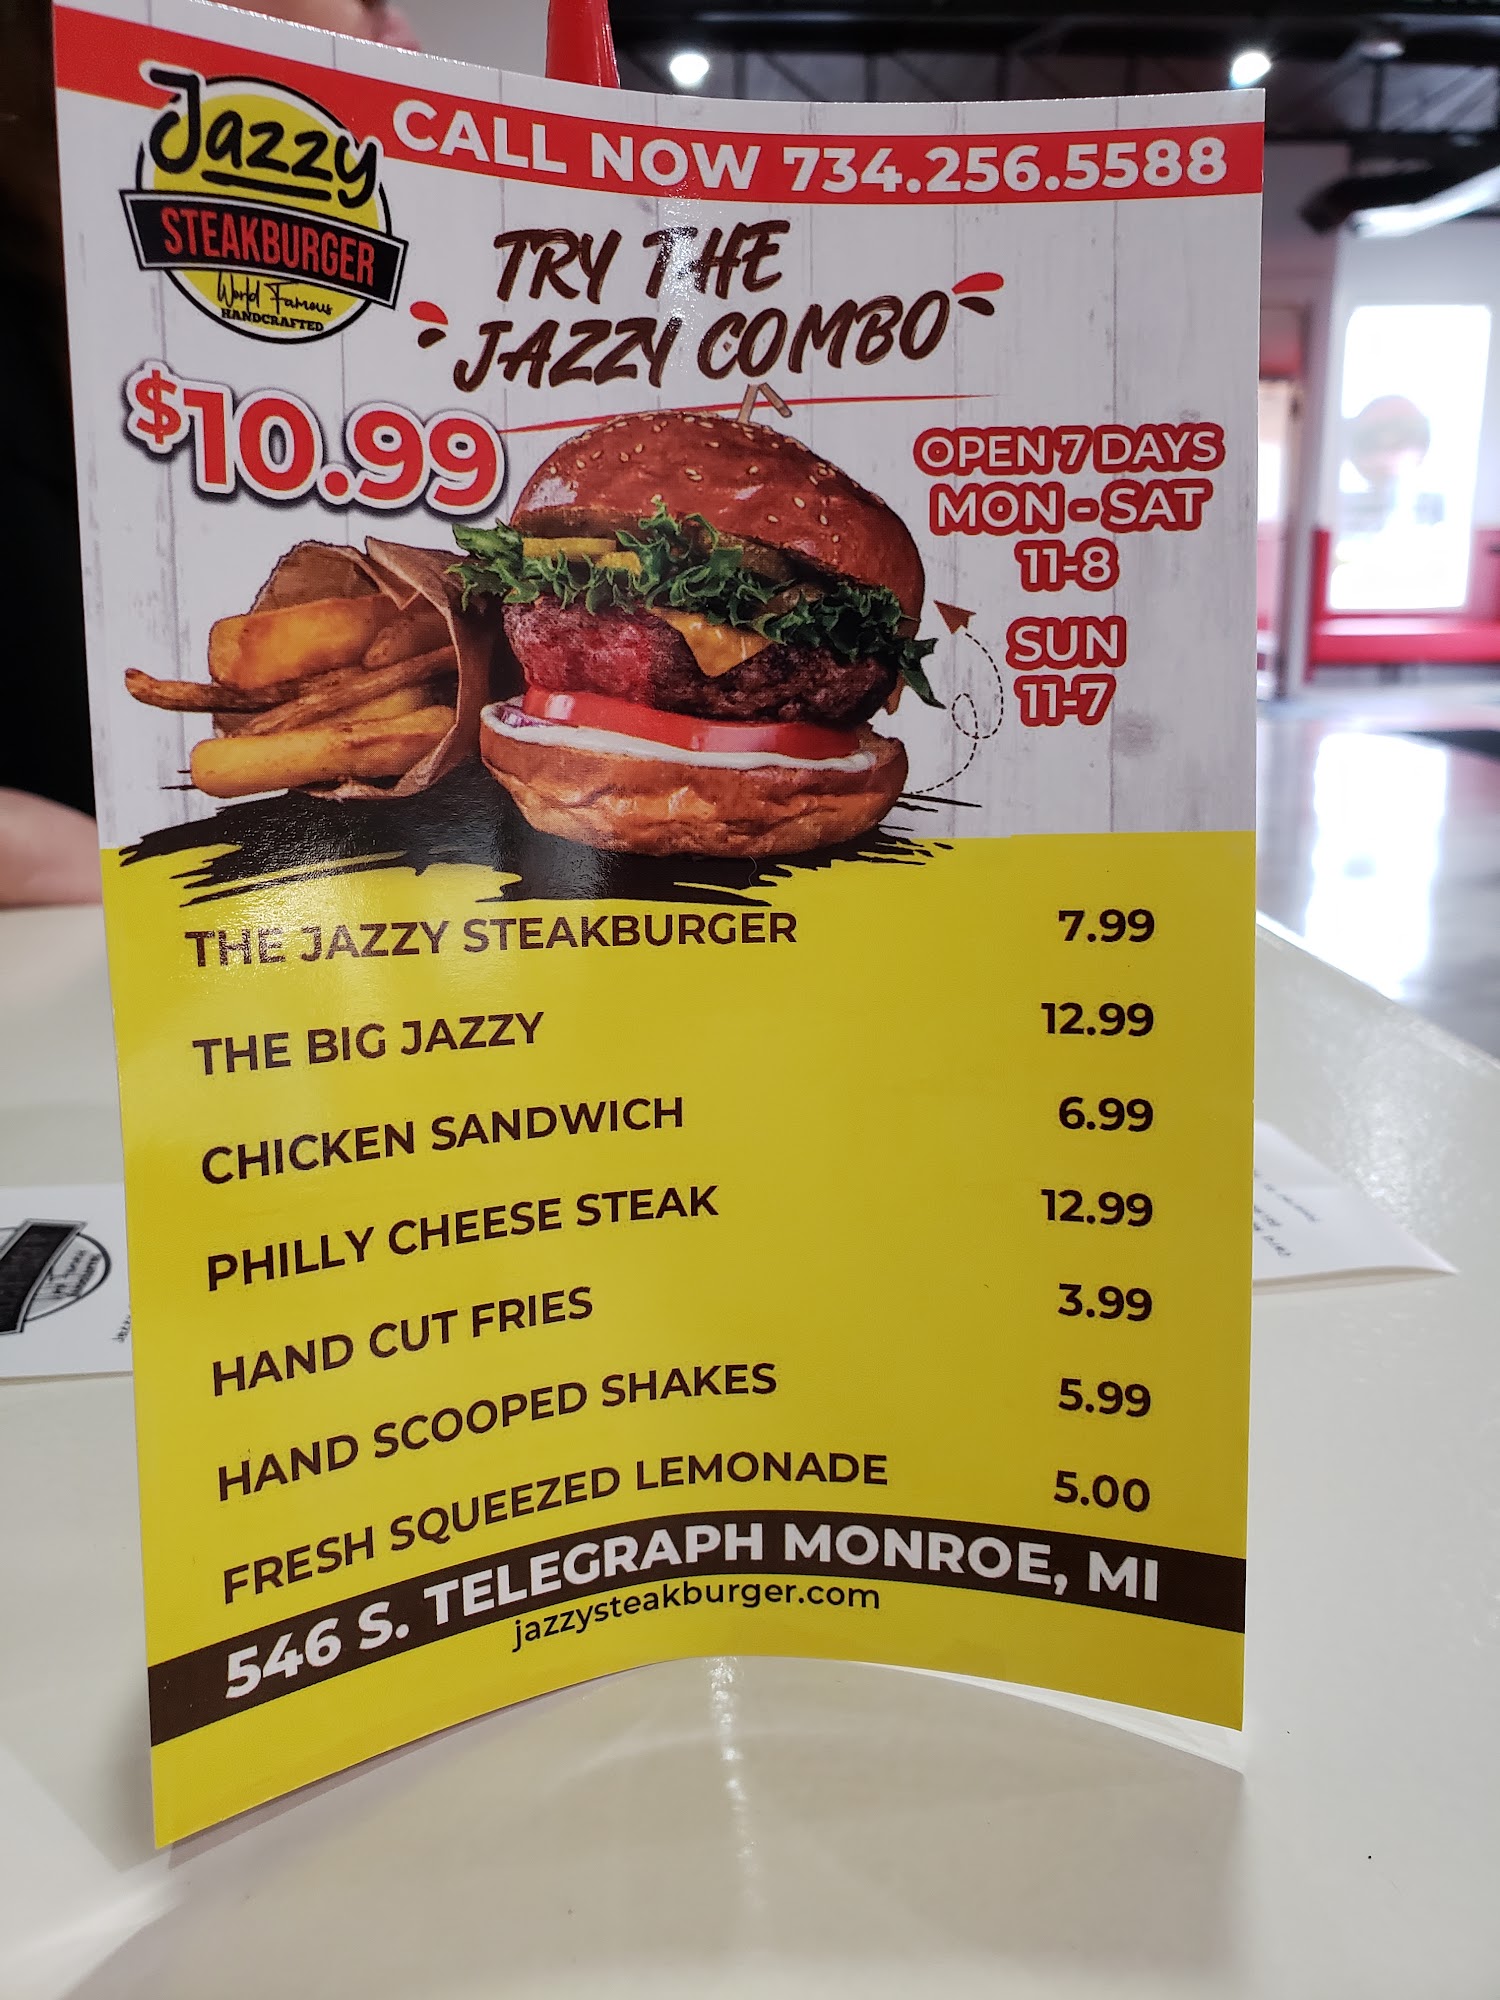 Jazzy
STEAKBURGER
World Famous
HANDCRAFTED
CALL NOW 734.256.5588
TRY THE
JAZZY COMBO
$10.99
OPEN 7 DAYS
MON - SAT
11-8
SUN
11-7
THE JAZZY STEAKBURGER 7.99
THE BIG JAZZY 12.99
CHICKEN SANDWICH 6.99
PHILLY CHEESE STEAK 12.99
HAND CUT FRIES 3.99
HAND SCOOPED SHAKES 5.99
FRESH SQUEEZED LEMONADE 5.00
546 S. TELEGRAPH MONROE, MI
jazzysteakburger.com